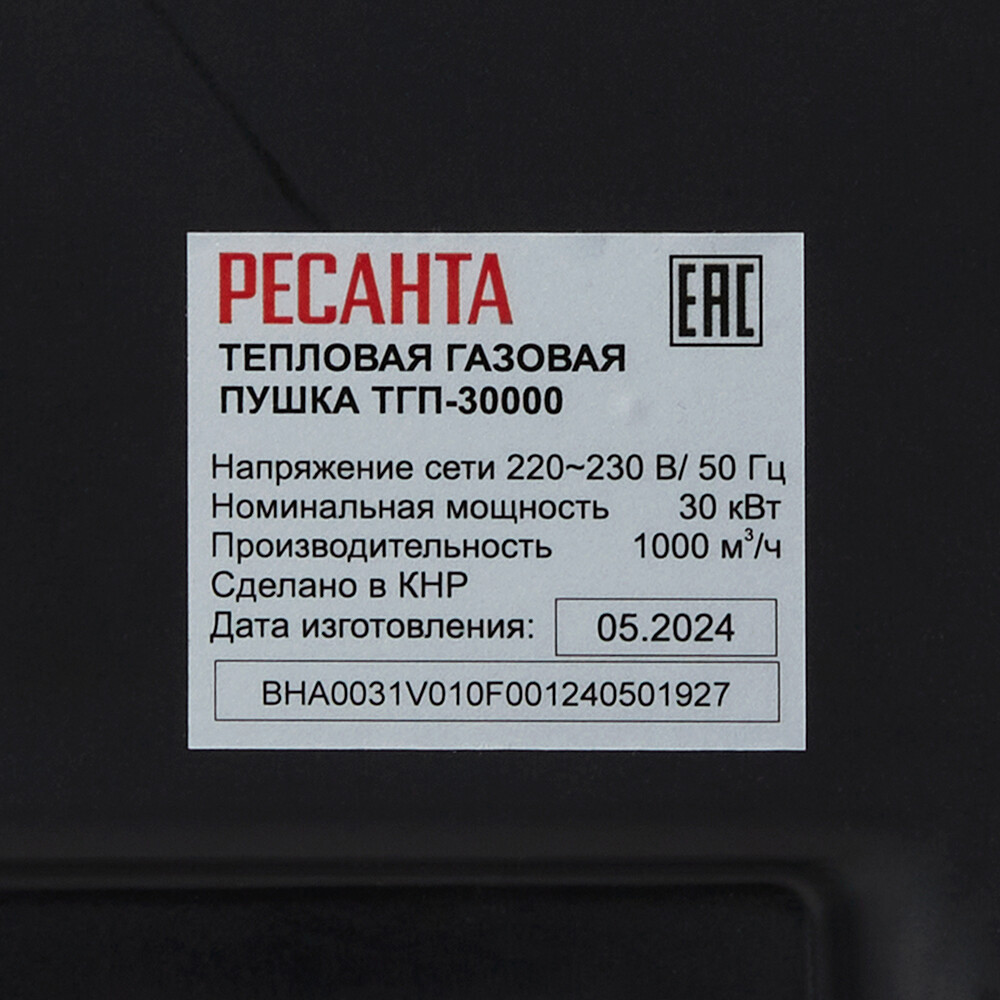 РЕСАНТА
EAC
ТЕПЛОВАЯ ГАЗОВАЯ
ПУШКА ТГП-30000
Напряжение сети 220~230 В/ 50 Гц
Номинальная мощность 30 кВт
Производительность 1000 м³/ч
Сделано в КНР
Дата изготовления: 05.2024
BHA0031V010F001240501927